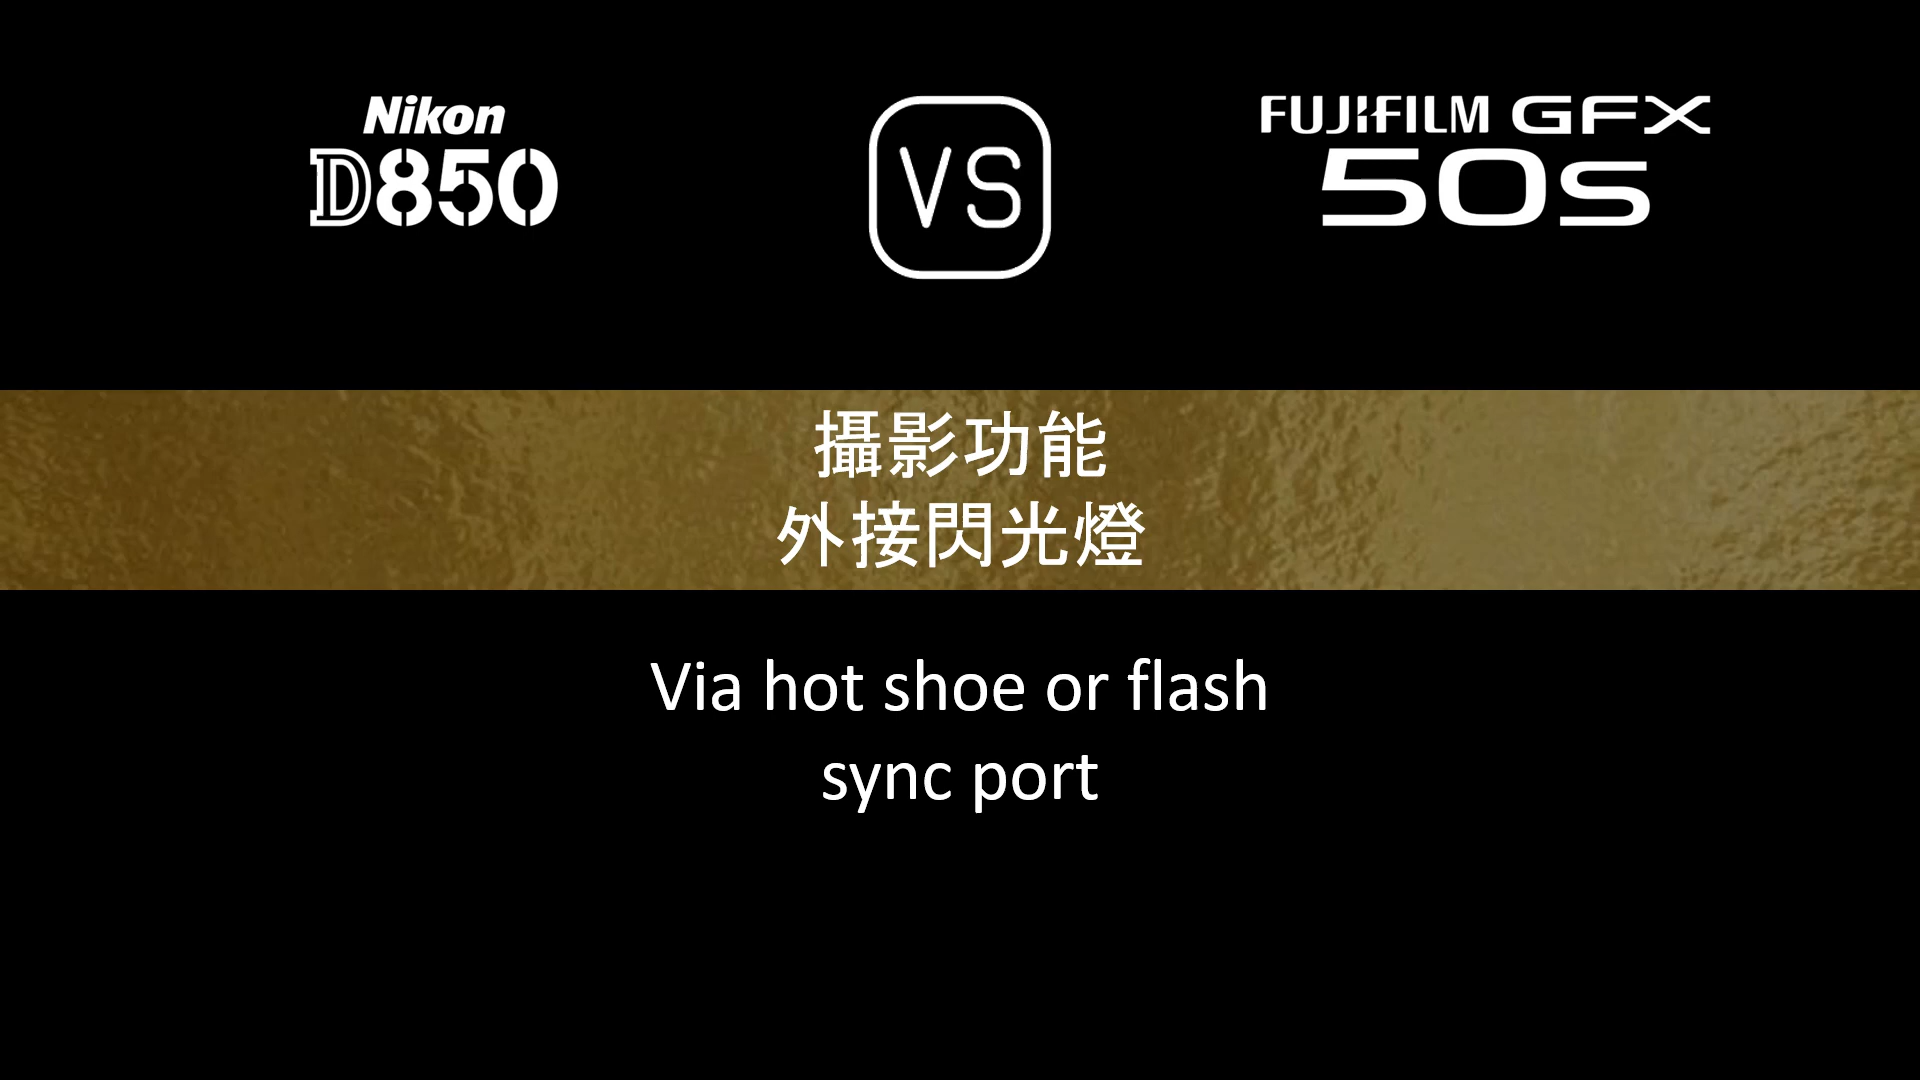 Nikon
D850
VS
FUJIFILM GFX
50S
攝影功能
外接閃光燈
Via hot shoe or flash
sync port